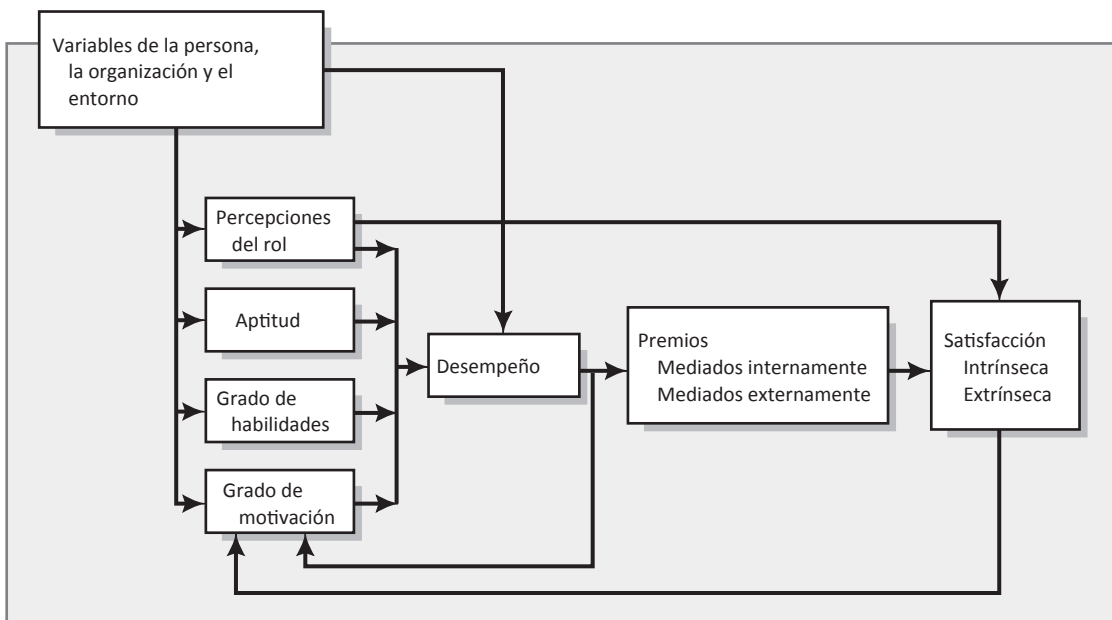 Variables de la persona,
la organización y el
entorno
Percepciones
del rol
Aptitud
Grado de
habilidades
Grado de
motivación
Desempeño
Premios
Mediados internamente
Mediados externamente
Satisfacción
Intrínseca
Extrínseca